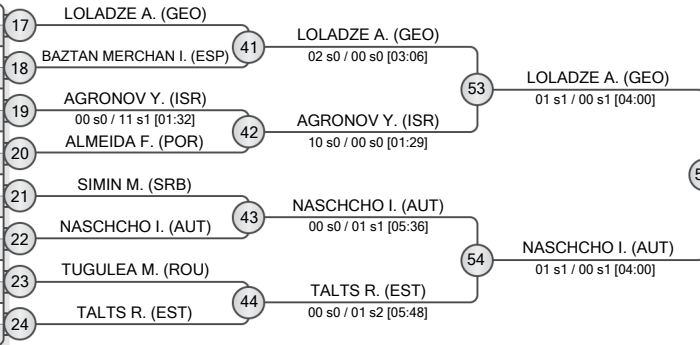 17
LOLADZE A. (GEO)
41
LOLADZE A. (GEO)
02 s0 / 00 s0 [03:06]
18
BAZTAN MERCHAN I. (ESP)
53
LOLADZE A. (GEO)
01 s1 / 00 s1 [04:00]
19
AGRONOV Y. (ISR)
00 s0 / 11 s1 [01:32]
42
AGRONOV Y. (ISR)
10 s0 / 00 s0 [01:29]
20
ALMEIDA F. (POR)
21
SIMIN M. (SRB)
43
NASCHCHO I. (AUT)
00 s0 / 01 s1 [05:36]
22
NASCHCHO I. (AUT)
54
NASCHCHO I. (AUT)
01 s1 / 00 s1 [04:00]
23
TUGULEA M. (ROU)
44
TALTS R. (EST)
00 s0 / 01 s2 [05:48]
24
TALTS R. (EST)